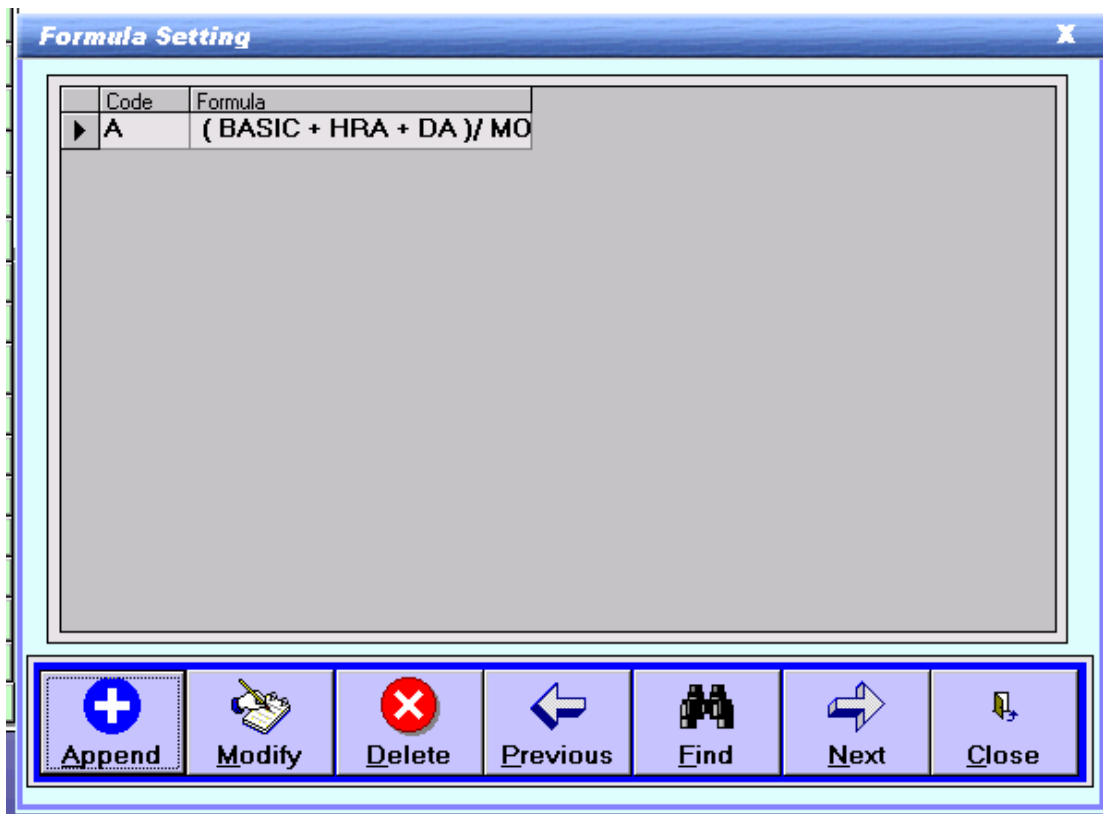 Formula Setting X
Code Formula
A ( BASIC + HRA + DA )/ MO
Append Modify Delete Previous Find Next Close